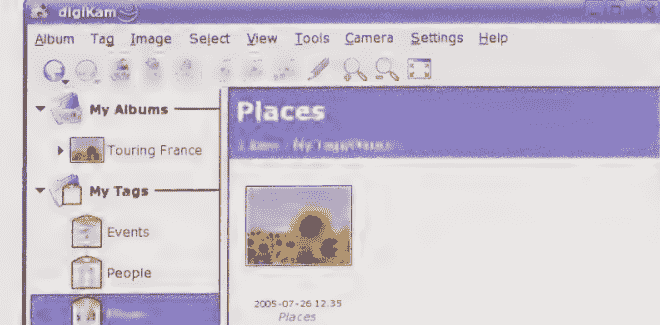 digiKam
Album Tag Image Select View Tools Camera Settings Help
My Albums
Touring France
My Tags
Events
People
Places
2005-07-26 12.35
Places